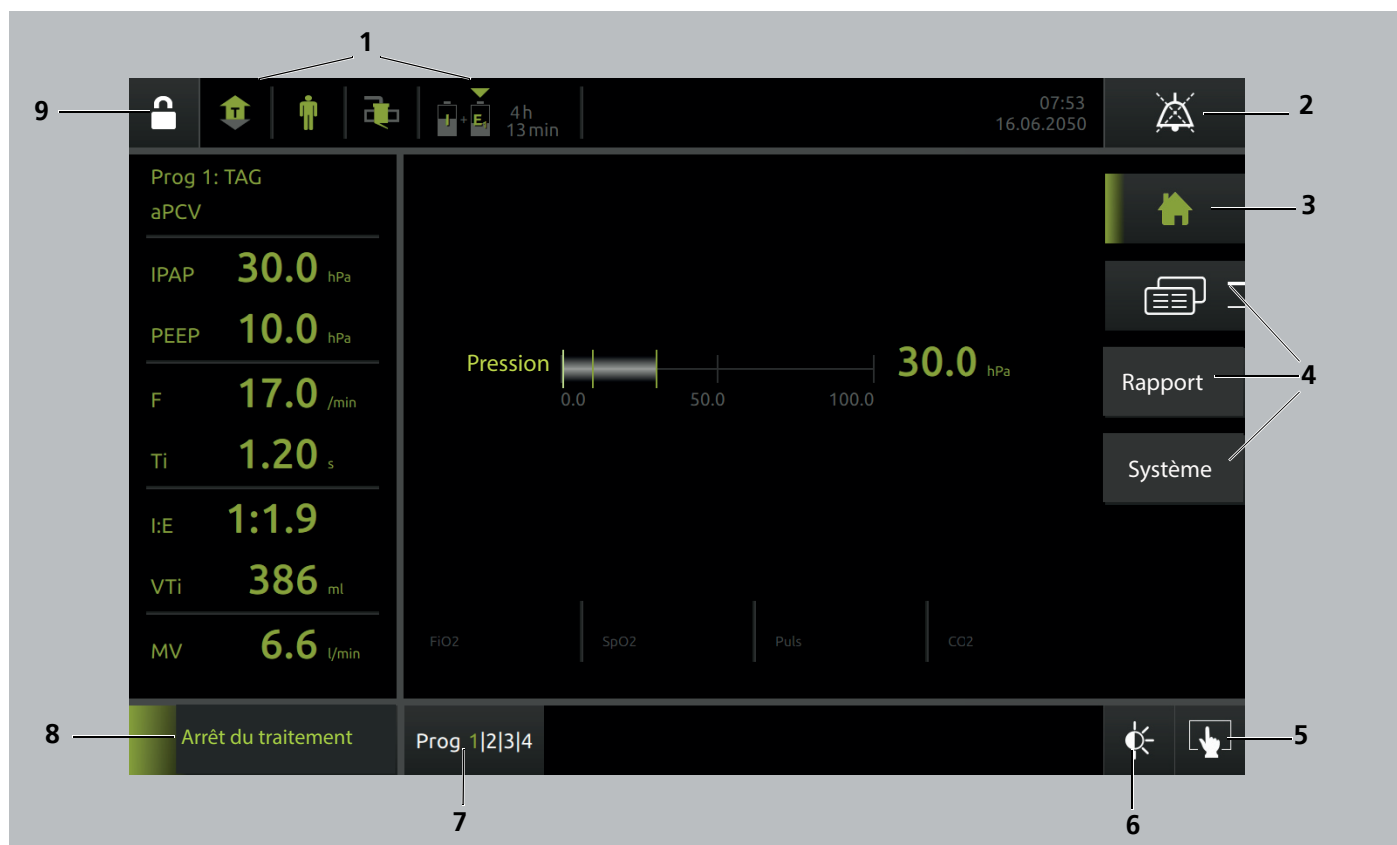 1
9
2
T
I + E1
4 h
13 min
07:53
16.06.2050
Prog 1: TAG
aPCV
3
IPAP 30.0 hPa
PEEP 10.0 hPa
Pression 30.0 hPa
0.0 50.0 100.0
4
Rapport
F 17.0 /min
Ti 1.20 s
Système
I:E 1:1.9
VTi 386 ml
MV 6.6 l/min
FiO2 SpO2 Puls CO2
8
Arrêt du traitement
Prog 1|2|3|4
5
7
6